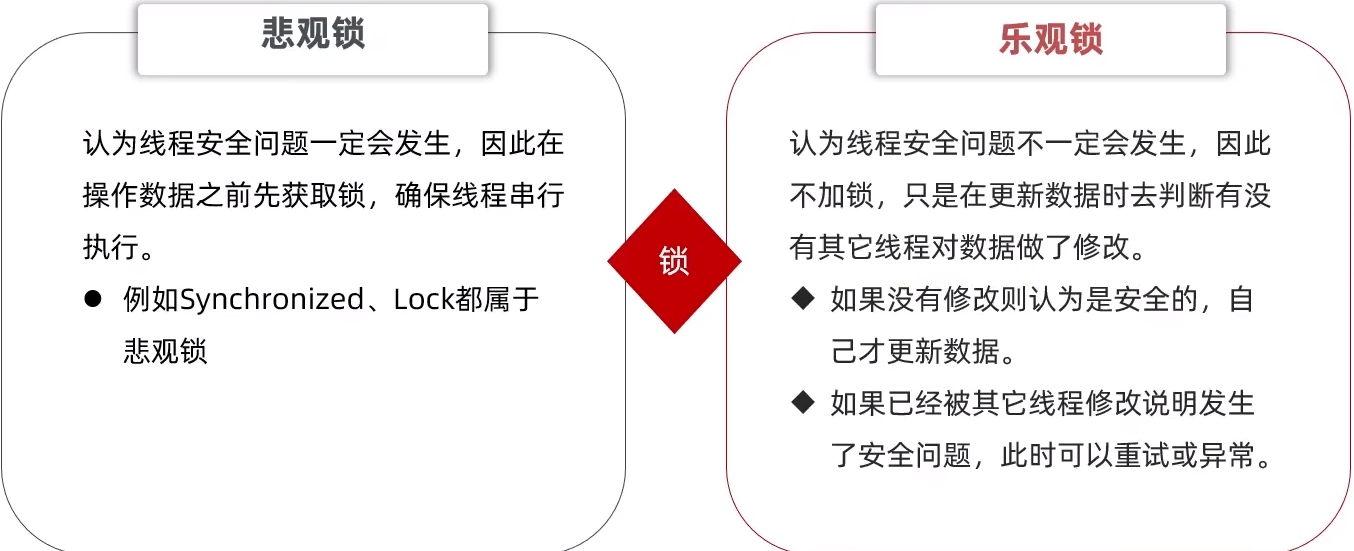 悲观锁
认为线程安全问题一定会发生，因此在
操作数据之前先获取锁，确保线程串行
执行。
例如Synchronized、Lock都属于
悲观锁
锁
乐观锁
认为线程安全问题不一定会发生，因此
不加锁，只是在更新数据时去判断有没
有其它线程对数据做了修改。
如果没有修改则认为是安全的，自
己才更新数据。
如果已经被其它线程修改说明发生
了安全问题，此时可以重试或异常。